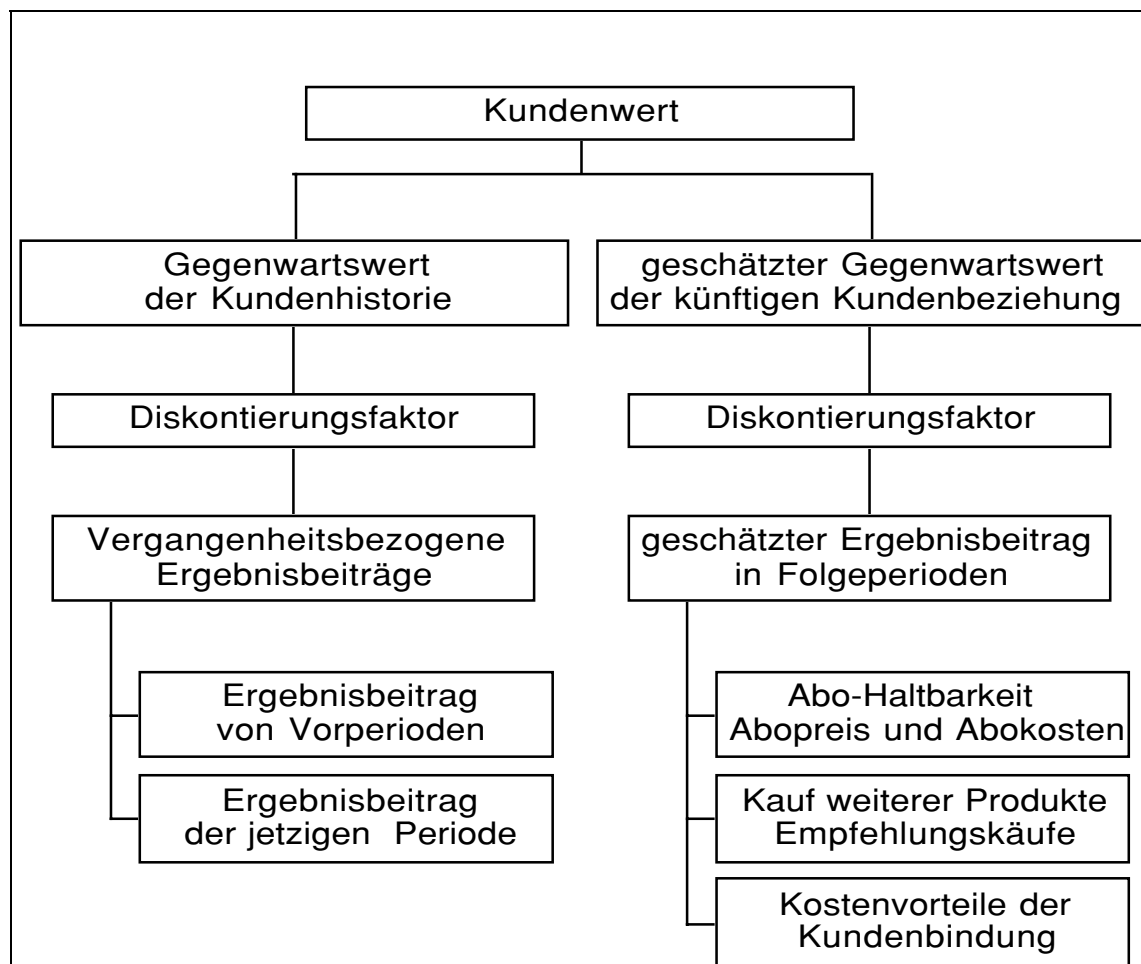 Kundenwert
Gegenwartswert
der Kundenhistorie
geschätzter Gegenwartswert
der künftigen Kundenbeziehung
Diskontierungsfaktor
Diskontierungsfaktor
Vergangenheitsbezogene
Ergebnisbeiträge
geschätzter Ergebnisbeitrag
in Folgeperioden
Ergebnisbeitrag
von Vorperioden
Abo-Haltbarkeit
Abopreis und Abokosten
Ergebnisbeitrag
der jetzigen Periode
Kauf weiterer Produkte
Empfehlungskäufe
Kostenvorteile der
Kundenbindung